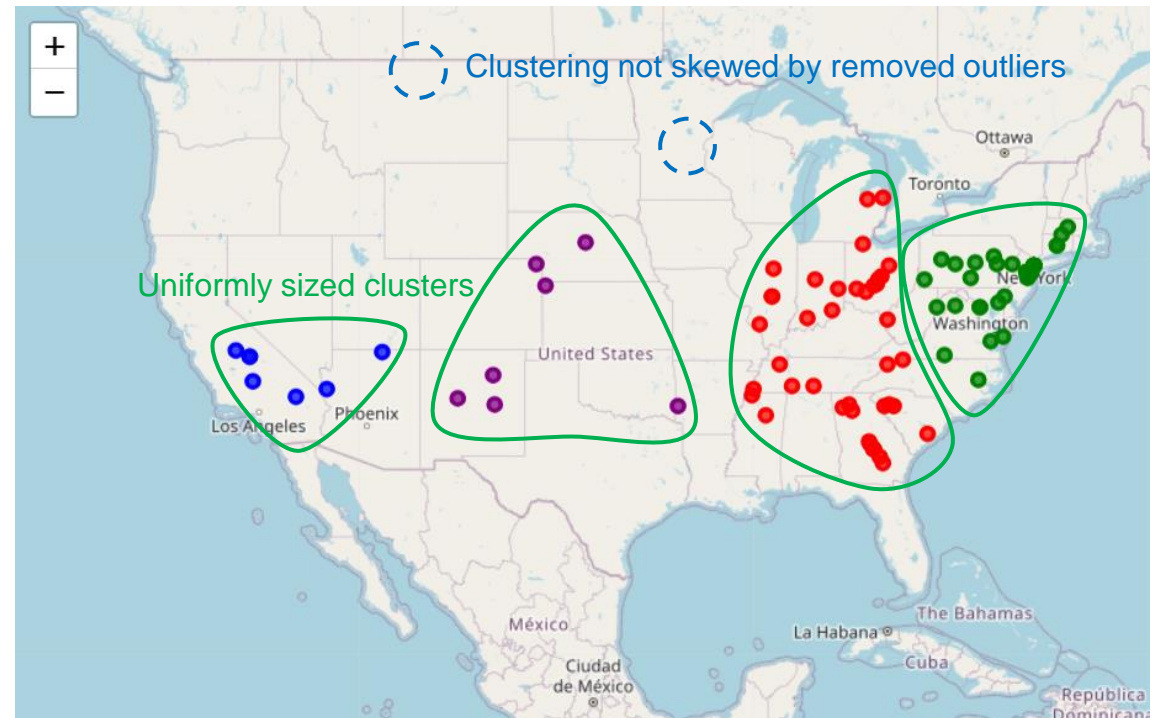 +
−
Clustering not skewed by removed outliers
Ottawa
Toronto
Uniformly sized clusters
New York
Washington
United States
Los Angeles
Phoenix
The Bahamas
México
La Habana
Cuba
Ciudad
de México
República
Dominicana